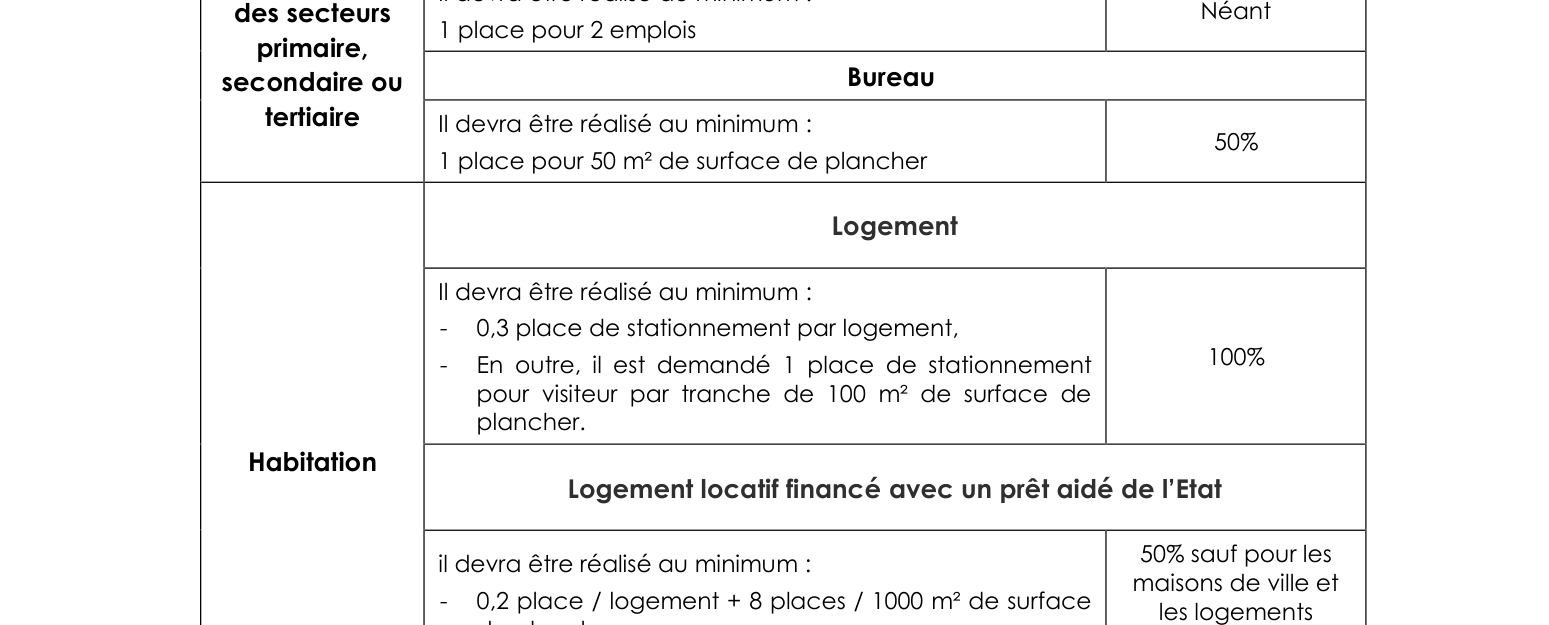 des secteurs
primaire,
secondaire ou
tertiaire
1 place pour 2 emplois
Néant
Bureau
Il devra être réalisé au minimum :
1 place pour 50 m² de surface de plancher
50%
Habitation
Logement
Il devra être réalisé au minimum :
- 0,3 place de stationnement par logement,
- En outre, il est demandé 1 place de stationnement
pour visiteur par tranche de 100 m² de surface de
plancher.
100%
Logement locatif financé avec un prêt aidé de l’Etat
il devra être réalisé au minimum :
- 0,2 place / logement + 8 places / 1000 m² de surface
50% sauf pour les
maisons de ville et
les logements